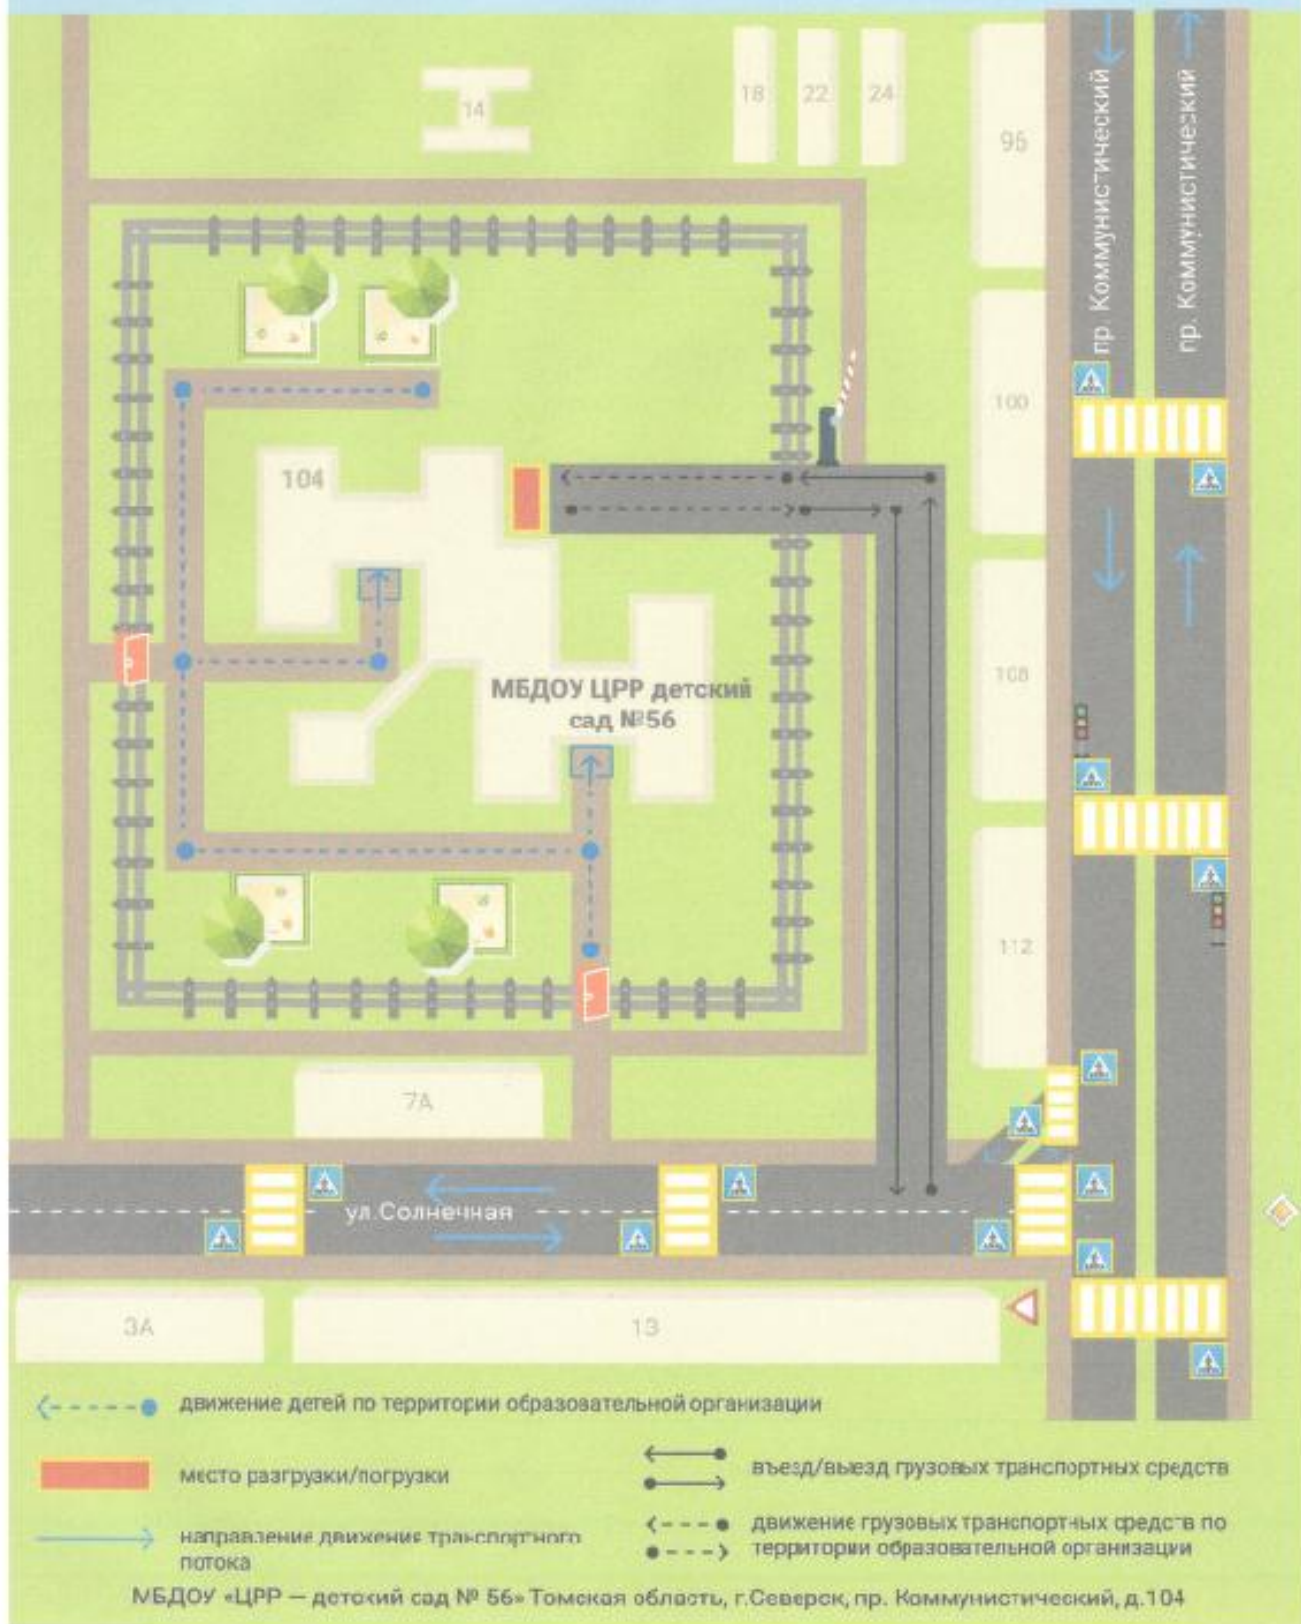 14
18
22
24
96
пр. Коммунистический
пр. Коммунистический
100
104
108
МБДОУ ЦРР детский
сад №56
112
7А
ул.Солнечная
3А
13
движение детей по территории образовательной организации
место разгрузки/погрузки
въезд/выезд грузовых транспортных средств
направление движения транспортного
потока
движение грузовых транспортных средств по
территории образовательной организации
МБДОУ «ЦРР — детский сад № 56» Томская область, г.Северск, пр. Коммунистический, д.104